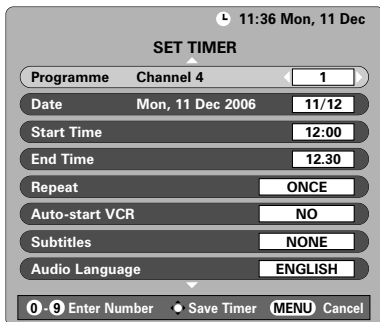 11:36 Mon, 11 Dec
SET TIMER
Programme Channel 4 1
Date Mon, 11 Dec 2006 11/12
Start Time 12:00
End Time 12.30
Repeat ONCE
Auto-start VCR NO
Subtitles NONE
Audio Language ENGLISH
0-9 Enter Number Save Timer MENU Cancel